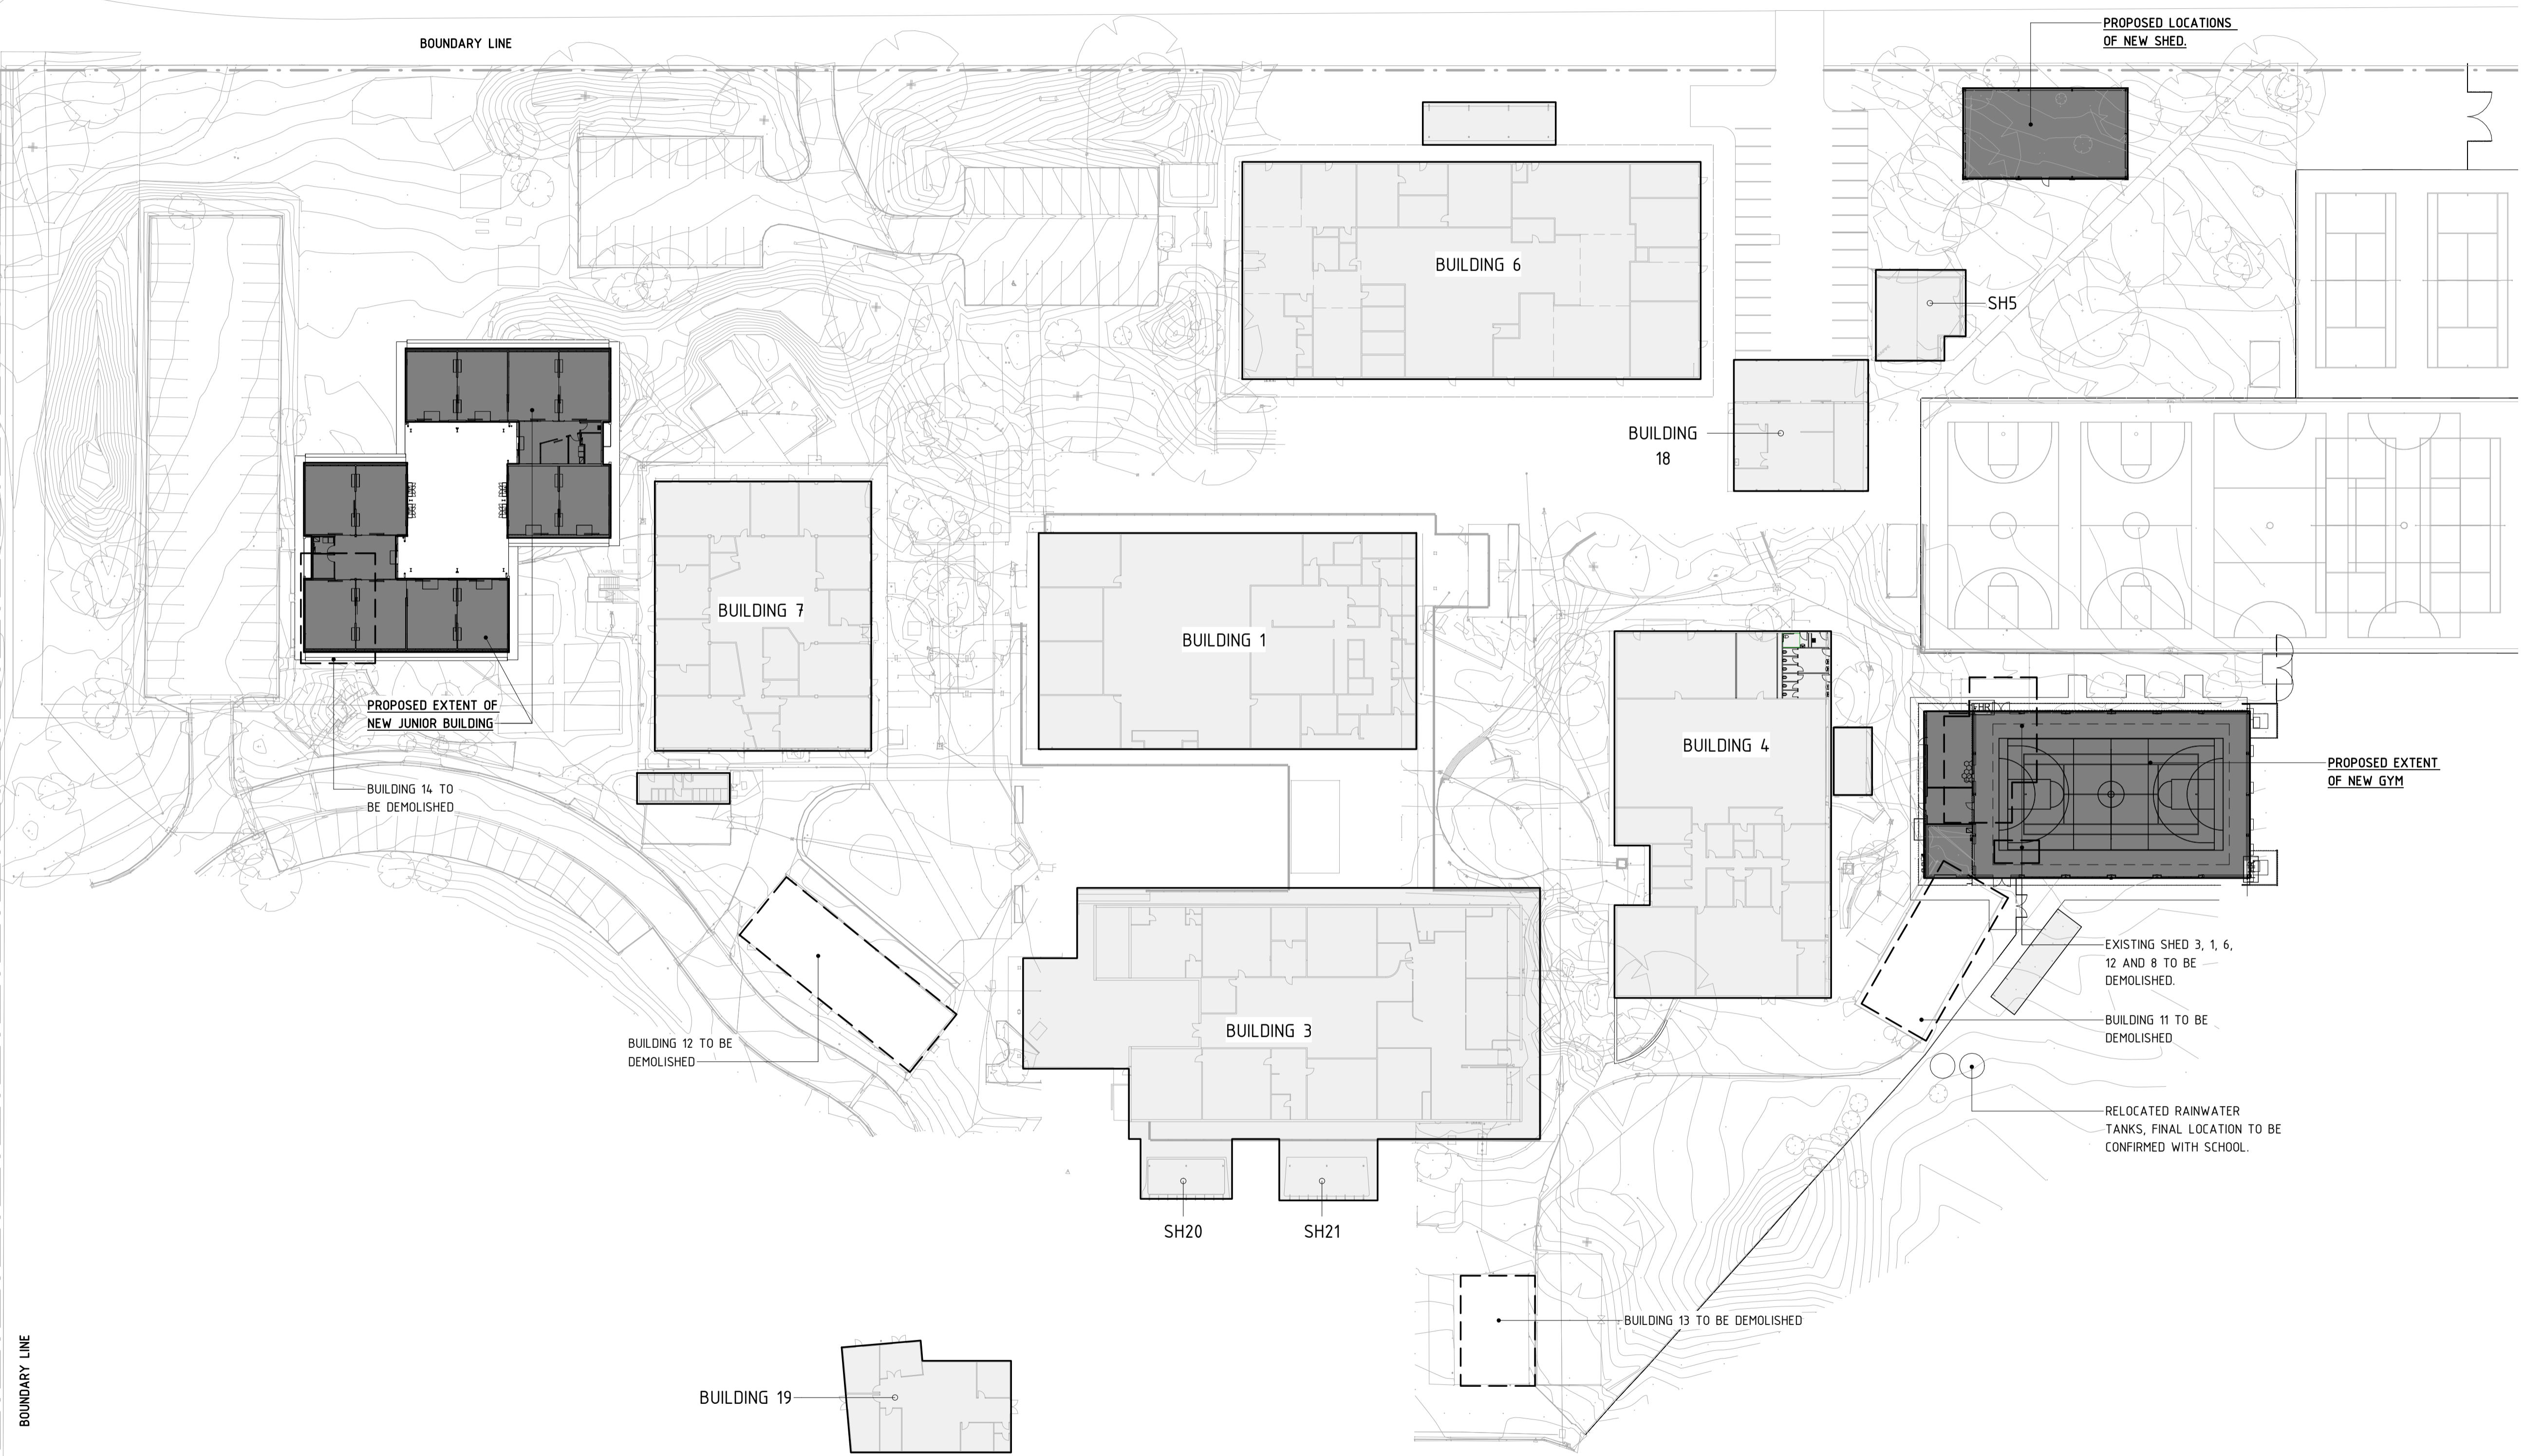 BOUNDARY LINE
PROPOSED LOCATIONS
OF NEW SHED.
BUILDING 6
SH5
BUILDING
18
BUILDING 7
BUILDING 1
BUILDING 4
PROPOSED EXTENT OF
NEW JUNIOR BUILDING
BUILDING 14 TO
BE DEMOLISHED
HR
PROPOSED EXTENT
OF NEW GYM
EXISTING SHED 3, 1, 6,
12 AND 8 TO BE
DEMOLISHED.
BUILDING 11 TO BE
DEMOLISHED
BUILDING 3
BUILDING 12 TO BE
DEMOLISHED
RELOCATED RAINWATER
TANKS, FINAL LOCATION TO BE
CONFIRMED WITH SCHOOL.
SH20
SH21
BUILDING 13 TO BE DEMOLISHED
BUILDING 19
BOUNDARY LINE